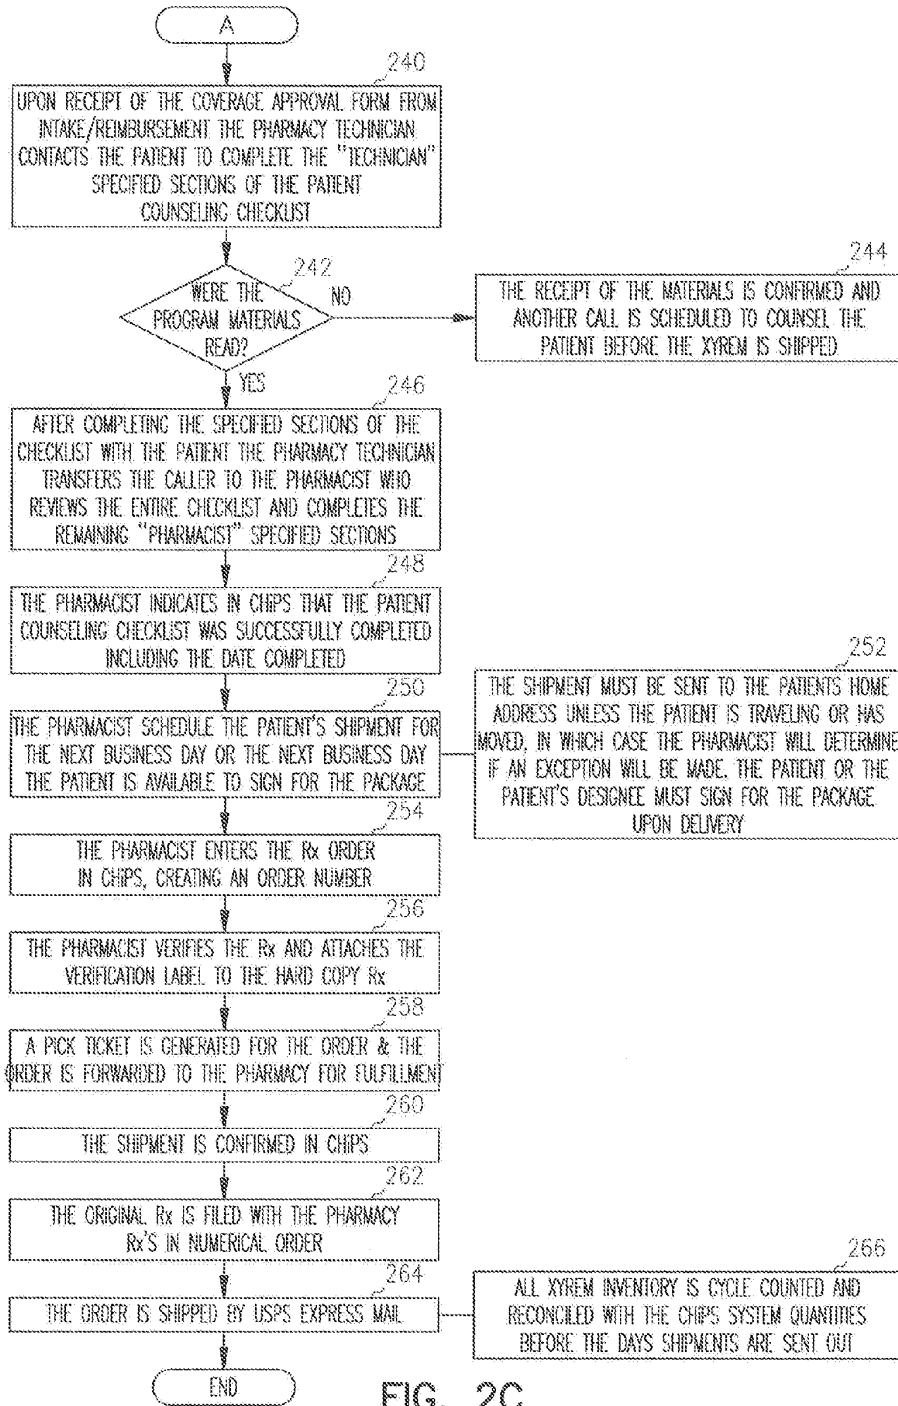 A
240
UPON RECEIPT OF THE COVERAGE APPROVAL FORM FROM
INTAKE/REIMBURSEMENT THE PHARMACY TECHNICIAN
CONTACTS THE PATIENT TO COMPLETE THE "TECHNICIAN"
SPECIFIED SECTIONS OF THE PATIENT
COUNSELING CHECKLIST
242
WERE THE
PROGRAM MATERIALS
READ?
NO
244
THE RECEIPT OF THE MATERIALS IS CONFIRMED AND
ANOTHER CALL IS SCHEDULED TO COUNSEL THE
PATIENT BEFORE THE XYREM IS SHIPPED
YES
246
AFTER COMPLETING THE SPECIFIED SECTIONS OF THE
CHECKLIST WITH THE PATIENT THE PHARMACY TECHNICIAN
TRANSFERS THE CALLER TO THE PHARMACIST WHO
REVIEWS THE ENTIRE CHECKLIST AND COMPLETES THE
REMAINING "PHARMACIST" SPECIFIED SECTIONS
248
THE PHARMACIST INDICATES IN CHIPS THAT THE PATIENT
COUNSELING CHECKLIST WAS SUCCESSFULLY COMPLETED
INCLUDING THE DATE COMPLETED
250
THE PHARMACIST SCHEDULE THE PATIENT'S SHIPMENT FOR
THE NEXT BUSINESS DAY OR THE NEXT BUSINESS DAY
THE PATIENT IS AVAILABLE TO SIGN FOR THE PACKAGE
252
THE SHIPMENT MUST BE SENT TO THE PATIENTS HOME
ADDRESS UNLESS THE PATIENT IS TRAVELING OR HAS
MOVED, IN WHICH CASE THE PHARMACIST WILL DETERMINE
IF AN EXCEPTION WILL BE MADE. THE PATIENT OR THE
PATIENT'S DESIGNEE MUST SIGN FOR THE PACKAGE
UPON DELIVERY
254
THE PHARMACIST ENTERS THE Rx ORDER
IN CHIPS, CREATING AN ORDER NUMBER
256
THE PHARMACIST VERIFIES THE Rx AND ATTACHES THE
VERIFICATION LABEL TO THE HARD COPY Rx
258
A PICK TICKET IS GENERATED FOR THE ORDER & THE
ORDER IS FORWARDED TO THE PHARMACY FOR FULFILLMENT
260
THE SHIPMENT IS CONFIRMED IN CHIPS
262
THE ORIGINAL Rx IS FILED WITH THE PHARMACY
Rx'S IN NUMERICAL ORDER
264
THE ORDER IS SHIPPED BY USPS EXPRESS MAIL
266
ALL XYREM INVENTORY IS CYCLE COUNTED AND
RECONCILED WITH THE CHIPS SYSTEM QUANTITIES
BEFORE THE DAYS SHIPMENTS ARE SENT OUT
END
FIG. 2C